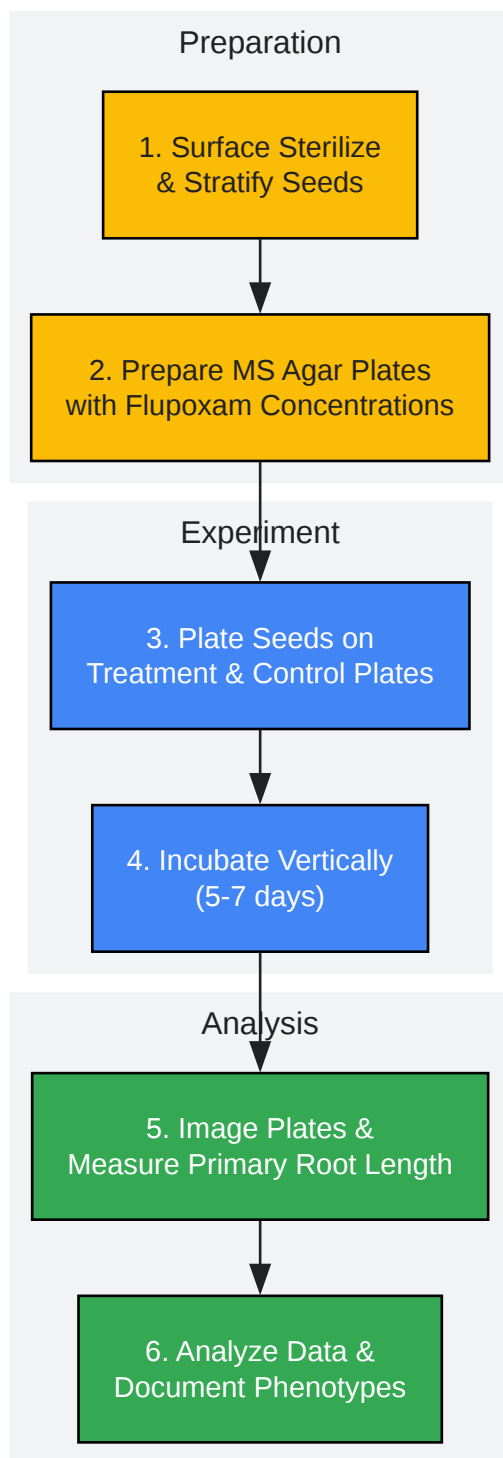 Preparation
1. Surface Sterilize
& Stratify Seeds
2. Prepare MS Agar Plates
with Flupoxam Concentrations
Experiment
3. Plate Seeds on
Treatment & Control Plates
4. Incubate Vertically
(5-7 days)
Analysis
5. Image Plates &
Measure Primary Root Length
6. Analyze Data &
Document Phenotypes